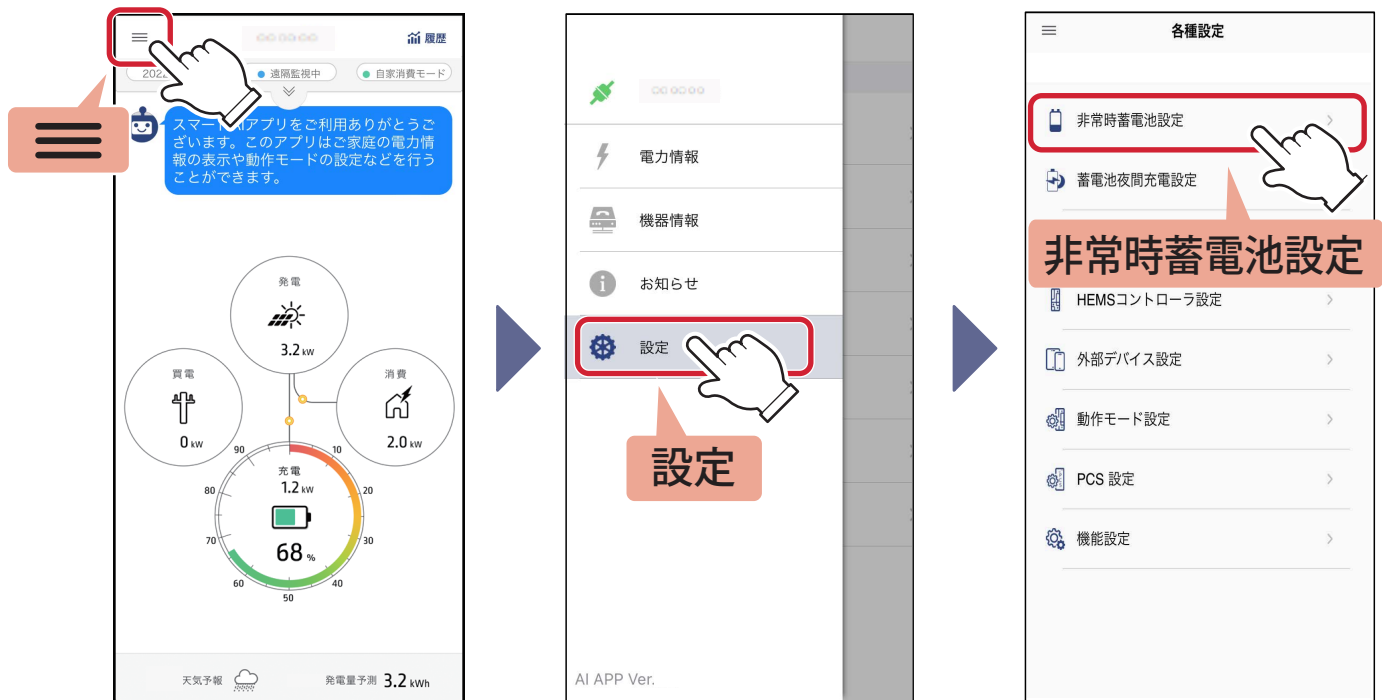 履歴
2022
遠隔監視中
自家消費モード
スマートAIアプリをご利用ありがとうご
ざいます。このアプリはご家庭の電力情
報の表示や動作モードの設定などを行う
ことができます。
発電
3.2 kW
買電
0 kW
消費
2.0 kW
充電
1.2 kW
68 %
10
20
30
40
50
60
70
80
90
天気予報
発電量予測 3.2 kWh
電力情報
機器情報
お知らせ
設定
設定
AI APP Ver.
各種設定
非常時蓄電池設定
蓄電池夜間充電設定
非常時蓄電池設定
HEMSコントローラ設定
外部デバイス設定
動作モード設定
PCS 設定
機能設定